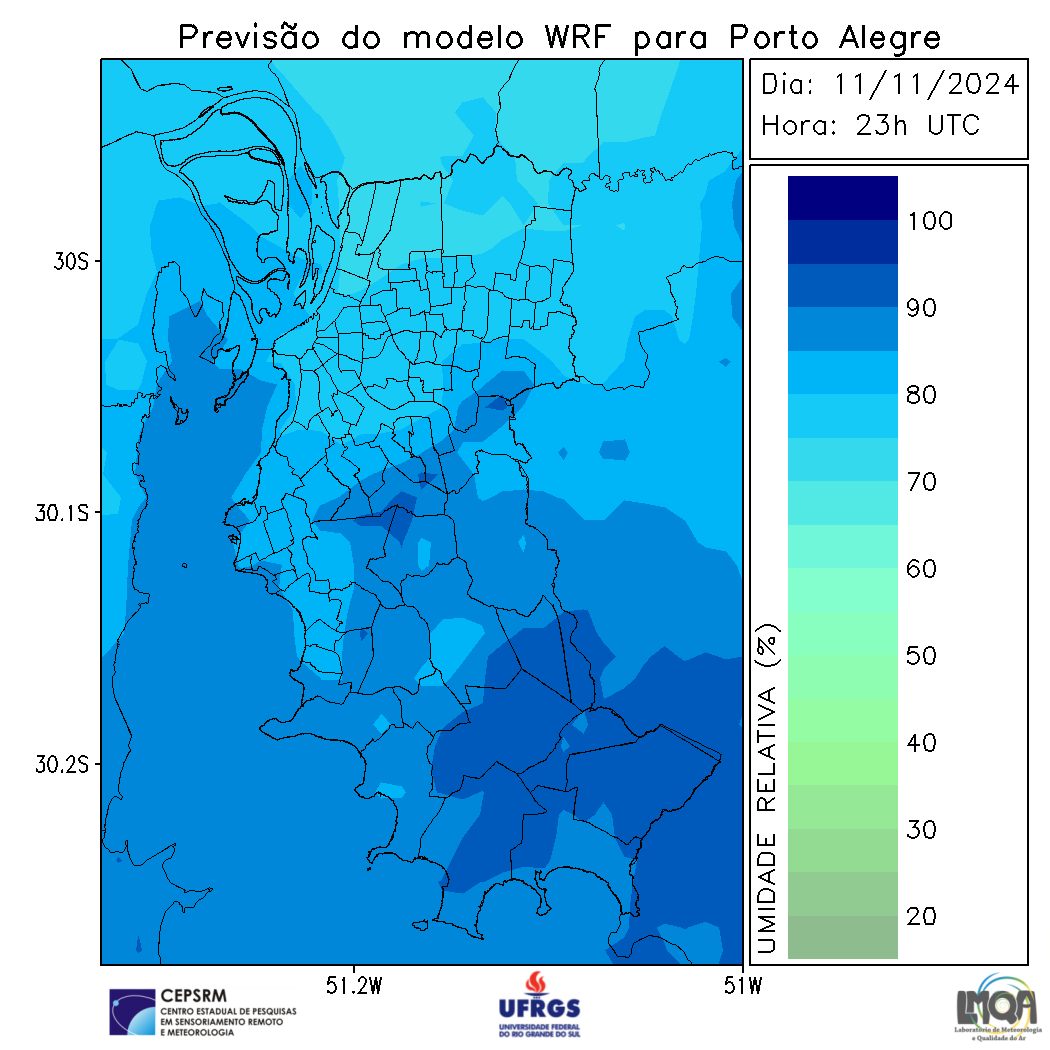 Previsão do modelo WRF para Porto Alegre
Dia: 11/11/2024
Hora: 23h UTC
30S
30.1S
30.2S
51.2W
51W
100
90
80
70
60
50
40
30
20
UMIDADE RELATIVA (%)
CEPSRM
CENTRO ESTADUAL DE PESQUISAS
EM SENSORIAMENTO REMOTO
E METEOROLOGIA
UFRGS
UNIVERSIDADE FEDERAL
DO RIO GRANDE DO SUL
LMQA
Laboratório de Meteorologia
e Qualidade do Ar